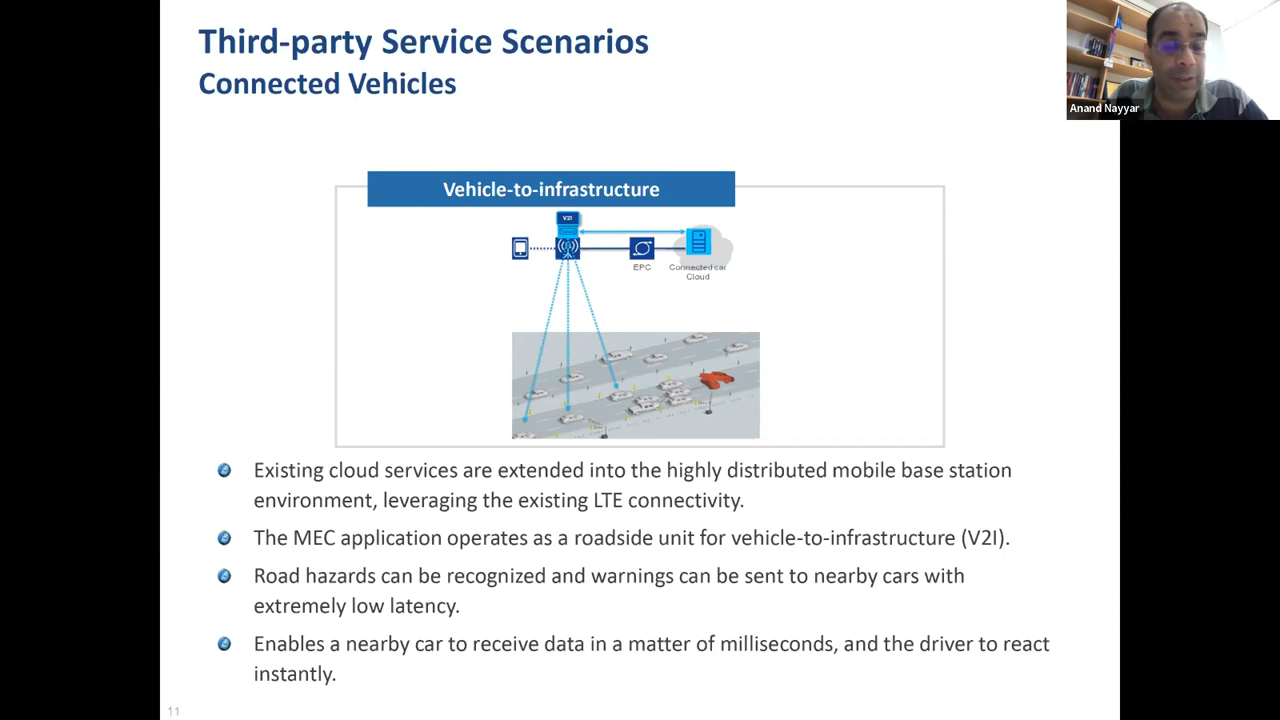 Third-party Service Scenarios
Connected Vehicles
Anand Nayyar
Vehicle-to-infrastructure
V2I
EPC
Connected car
Cloud
Existing cloud services are extended into the highly distributed mobile base station
environment, leveraging the existing LTE connectivity.
The MEC application operates as a roadside unit for vehicle-to-infrastructure (V2I).
Road hazards can be recognized and warnings can be sent to nearby cars with
extremely low latency.
Enables a nearby car to receive data in a matter of milliseconds, and the driver to react
instantly.
11